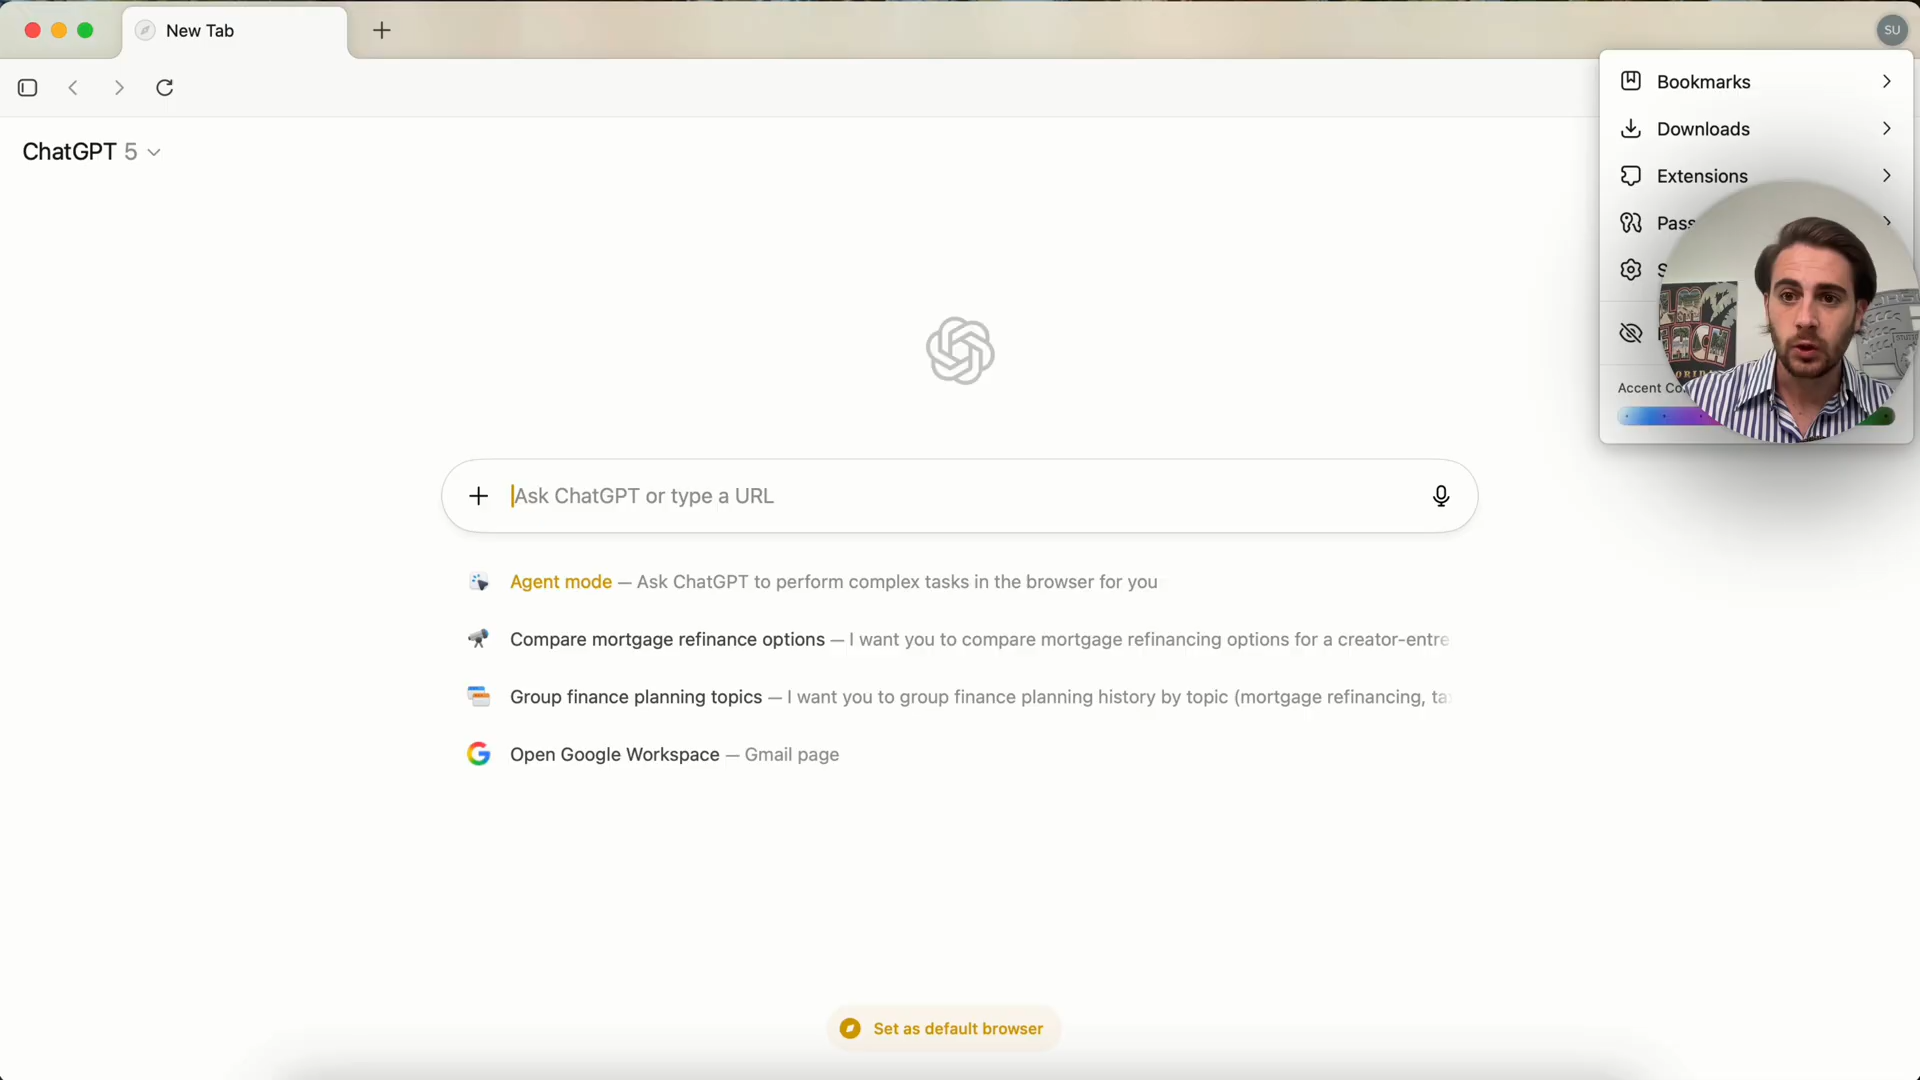 New Tab
SU
Bookmarks
Downloads
Extensions
Accent
ChatGPT 5
Ask ChatGPT or type a URL
Agent mode — Ask ChatGPT to perform complex tasks in the browser for you
Compare mortgage refinance options — I want you to compare mortgage refinancing options for a creator-entre
Group finance planning topics — I want you to group finance planning history by topic (mortgage refinancing,
Open Google Workspace — Gmail page
Set as default browser